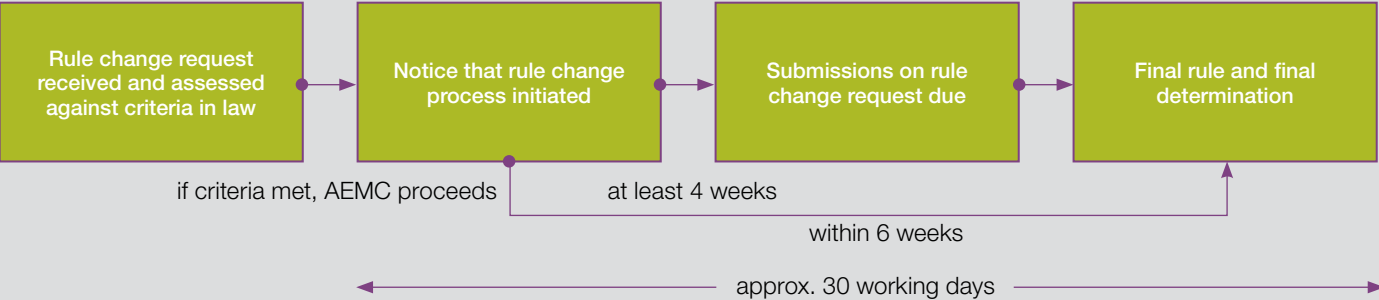 Rule change request
received and assessed
against criteria in law
Notice that rule change
process initiated
Submissions on rule
change request due
Final rule and final
determination
if criteria met, AEMC proceeds
at least 4 weeks
within 6 weeks
approx. 30 working days